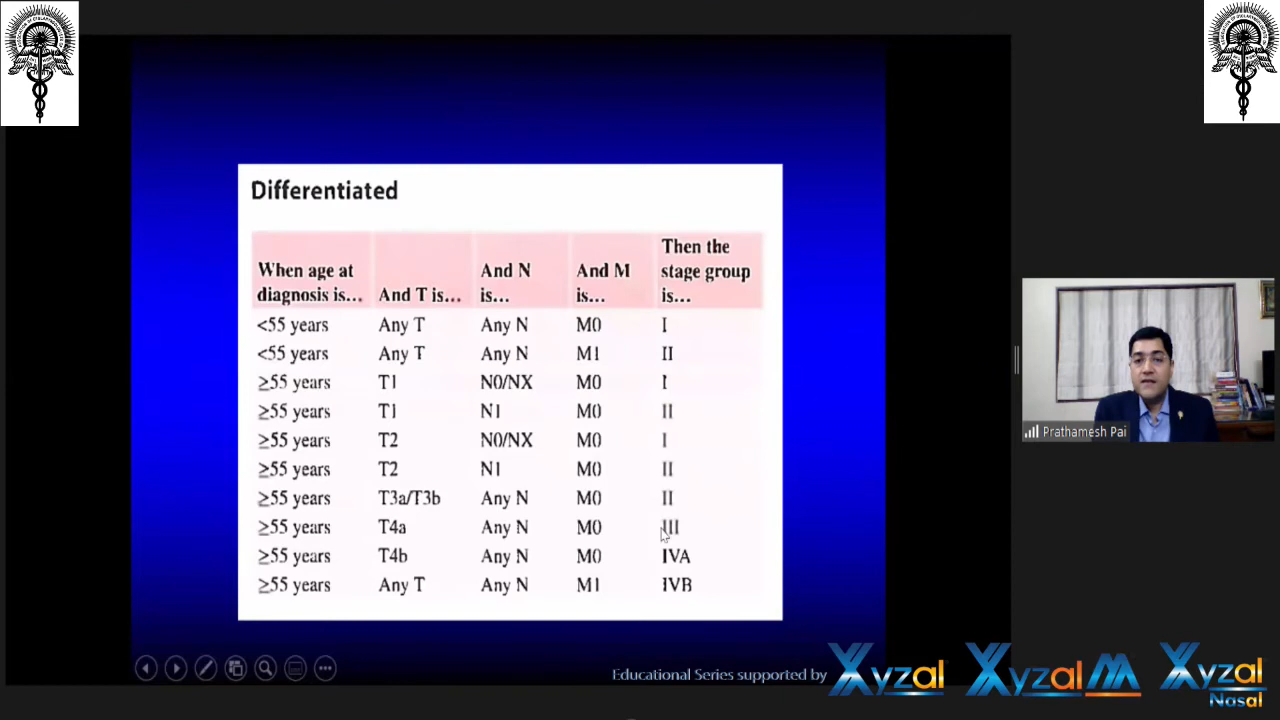 Differentiated
When age at diagnosis is... And T is... And N is... And M is... Then the stage group is...
<55 years Any T Any N M0 I
<55 years Any T Any N M1 II
≥55 years T1 N0/NX M0 I
≥55 years T1 N1 M0 II
≥55 years T2 N0/NX M0 I
≥55 years T2 N1 M0 II
≥55 years T3a/T3b Any N M0 II
≥55 years T4a Any N M0 III
≥55 years T4b Any N M0 IVA
≥55 years Any T Any N M1 IVB
Prathamesh Pai
Educational Series supported by Xyzal Xyzal M Xyzal Nasal